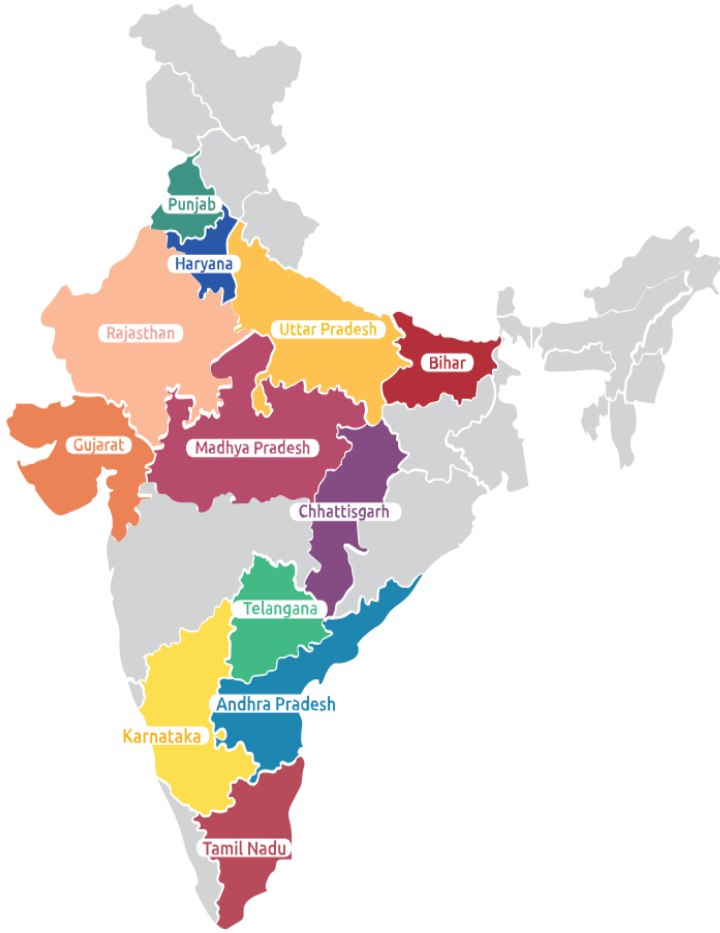 Punjab
Haryana
Rajasthan
Uttar Pradesh
Bihar
Gujarat
Madhya Pradesh
Chhattisgarh
Telangana
Andhra Pradesh
Karnataka
Tamil Nadu